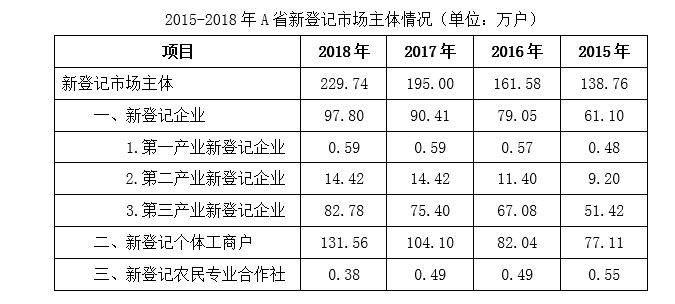 2015-2018 年 A 省新登记市场主体情况（单位：万户）
项目 2018 年 2017 年 2016 年 2015 年
新登记市场主体 229.74 195.00 161.58 138.76
一、新登记企业 97.80 90.41 79.05 61.10
1.第一产业新登记企业 0.59 0.59 0.57 0.48
2.第二产业新登记企业 14.42 14.42 11.40 9.20
3.第三产业新登记企业 82.78 75.40 67.08 51.42
二、新登记个体工商户 131.56 104.10 82.04 77.11
三、新登记农民专业合作社 0.38 0.49 0.49 0.55